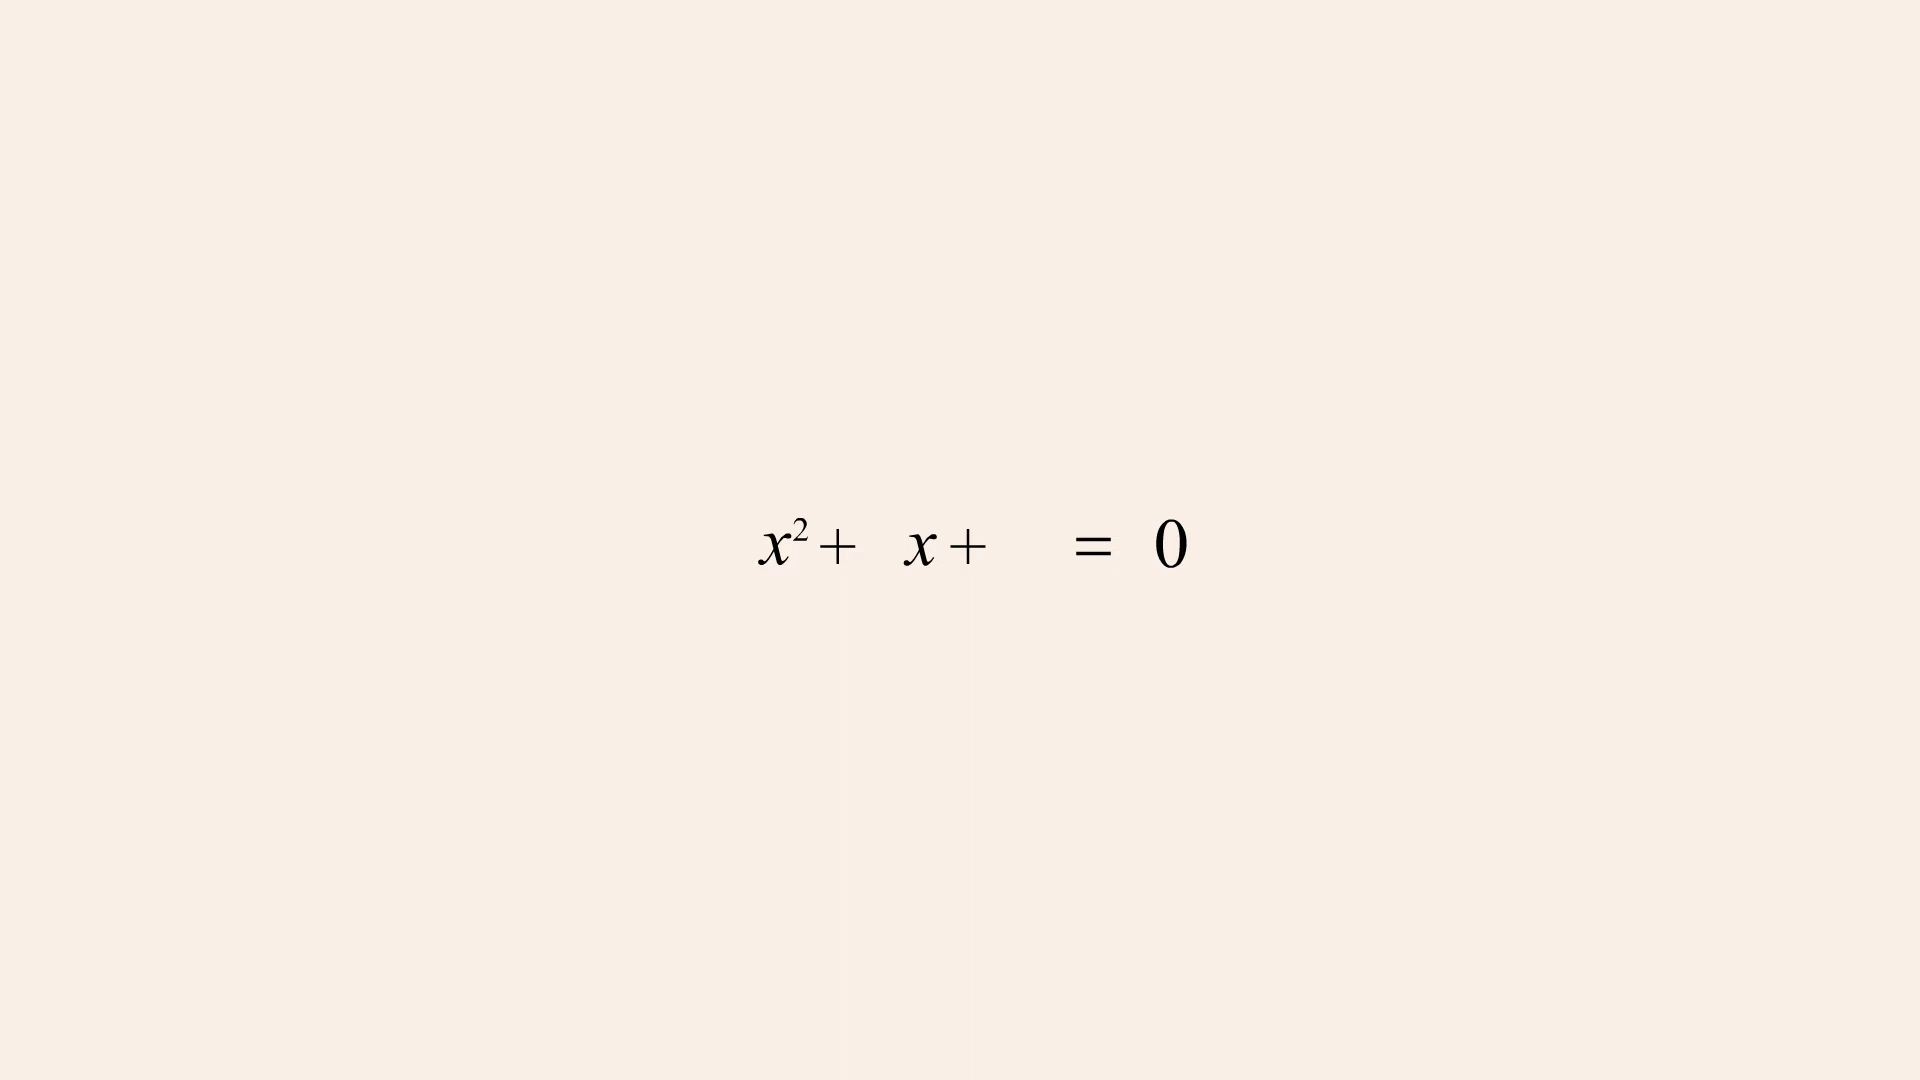 x² + x + = 0